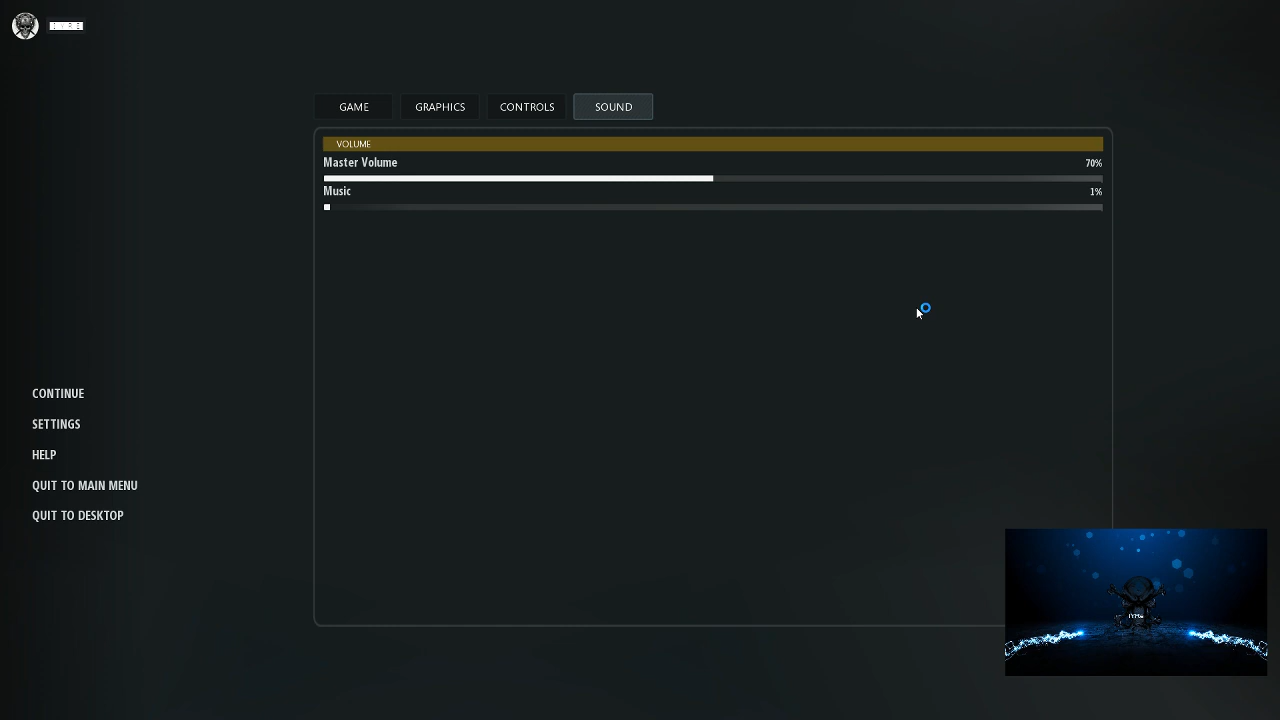 GAME
GRAPHICS
CONTROLS
SOUND
VOLUME
Master Volume
70%
Music
1%
CONTINUE
SETTINGS
HELP
QUIT TO MAIN MENU
QUIT TO DESKTOP